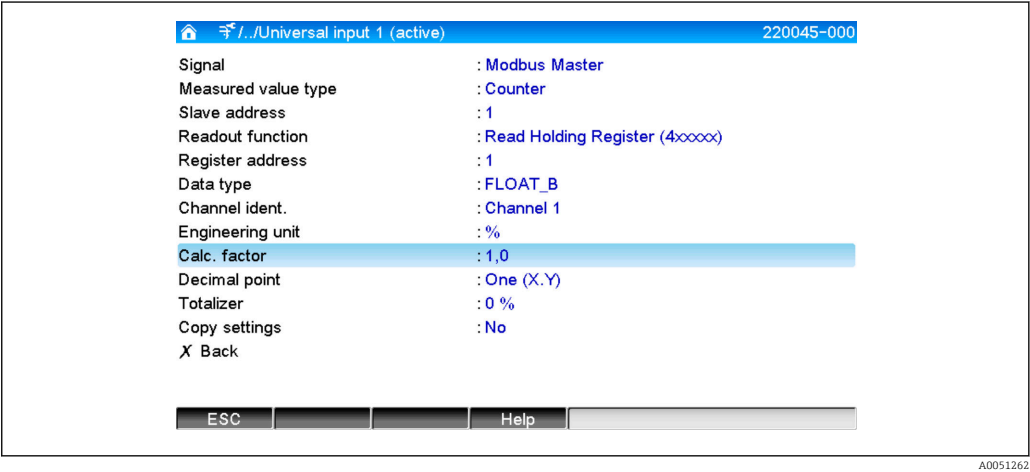 /../Universal input 1 (active) 220045-000
Signal : Modbus Master
Measured value type : Counter
Slave address : 1
Readout function : Read Holding Register (4xxxxx)
Register address : 1
Data type : FLOAT_B
Channel ident. : Channel 1
Engineering unit : %
Calc. factor : 1,0
Decimal point : One (X.Y)
Totalizer : 0 %
Copy settings : No
X Back
ESC Help
A0051262